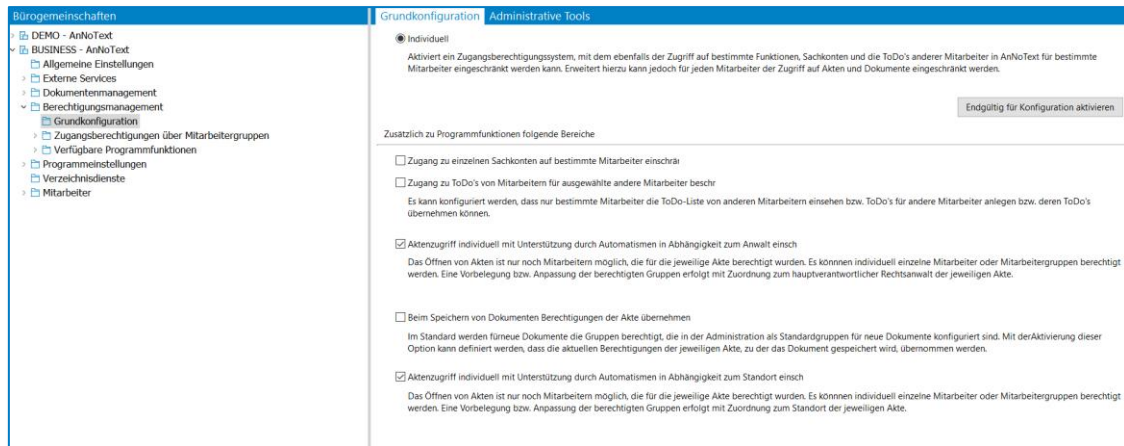 Bürogemeinschaften
DEMO - AnNoText
BUSINESS - AnNoText
Allgemeine Einstellungen
Externe Services
Dokumentenmanagement
Berechtigungsmanagement
Grundkonfiguration
Zugangsberechtigungen über Mitarbeitergruppen
Verfügbare Programmfunktionen
Programmeinstellungen
Verzeichnisdienste
Mitarbeiter
Grundkonfiguration Administrative Tools
Individuell
Aktiviert ein Zugangsberechtigungssystem, mit dem ebenfalls der Zugriff auf bestimmte Funktionen, Sachkonten und die ToDo's anderer Mitarbeiter in AnNoText für bestimmte
Mitarbeiter eingeschränkt werden kann. Erweitert hierzu kann jedoch für jeden Mitarbeiter der Zugriff auf Akten und Dokumente eingeschränkt werden.
Endgültig für Konfiguration aktivieren
Zusätzlich zu Programmfunktionen folgende Bereiche
Zugang zu einzelnen Sachkonten auf bestimmte Mitarbeiter einschrär
Zugang zu ToDo's von Mitarbeitern für ausgewählte andere Mitarbeiter beschr
Es kann konfiguriert werden, dass nur bestimmte Mitarbeiter die ToDo-Liste von anderen Mitarbeitern einsehen bzw. ToDo's für andere Mitarbeiter anlegen bzw. deren ToDo's
übernehmen können.
Aktenzugriff individuell mit Unterstützung durch Automatismen in Abhängigkeit zum Anwalt einsch
Das Öffnen von Akten ist nur noch Mitarbeitern möglich, die für die jeweilige Akte berechtigt wurden. Es könnnen individuell einzelne Mitarbeiter oder Mitarbeitergruppen berechtigt
werden. Eine Vorbelegung bzw. Anpassung der berechtigten Gruppen erfolgt mit Zuordnung zum hauptverantwortlicher Rechtsanwalt der jeweiligen Akte.
Beim Speichern von Dokumenten Berechtigungen der Akte übernehmen
Im Standard werden fürneue Dokumente die Gruppen berechtigt, die in der Administration als Standardgruppen für neue Dokumente konfiguriert sind. Mit derAktivierung dieser
Option kann definiert werden, dass die aktuellen Berechtigungen der jeweiligen Akte, zu der das Dokument gespeichert wird, übernommen werden.
Aktenzugriff individuell mit Unterstützung durch Automatismen in Abhängigkeit zum Standort einsch
Das Öffnen von Akten ist nur noch Mitarbeitern möglich, die für die jeweilige Akte berechtigt wurden. Es könnnen individuell einzelne Mitarbeiter oder Mitarbeitergruppen berechtigt
werden. Eine Vorbelegung bzw. Anpassung der berechtigten Gruppen erfolgt mit Zuordnung zum Standort der jeweiligen Akte.